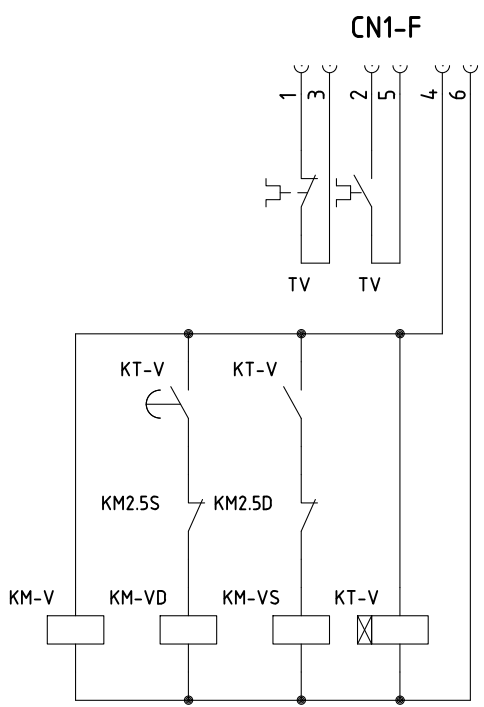 CN1-F
1 3 2 5 4 6
TV TV
KT-V KT-V
KM2.5S KM2.5D
KM-V KM-VD KM-VS KT-V